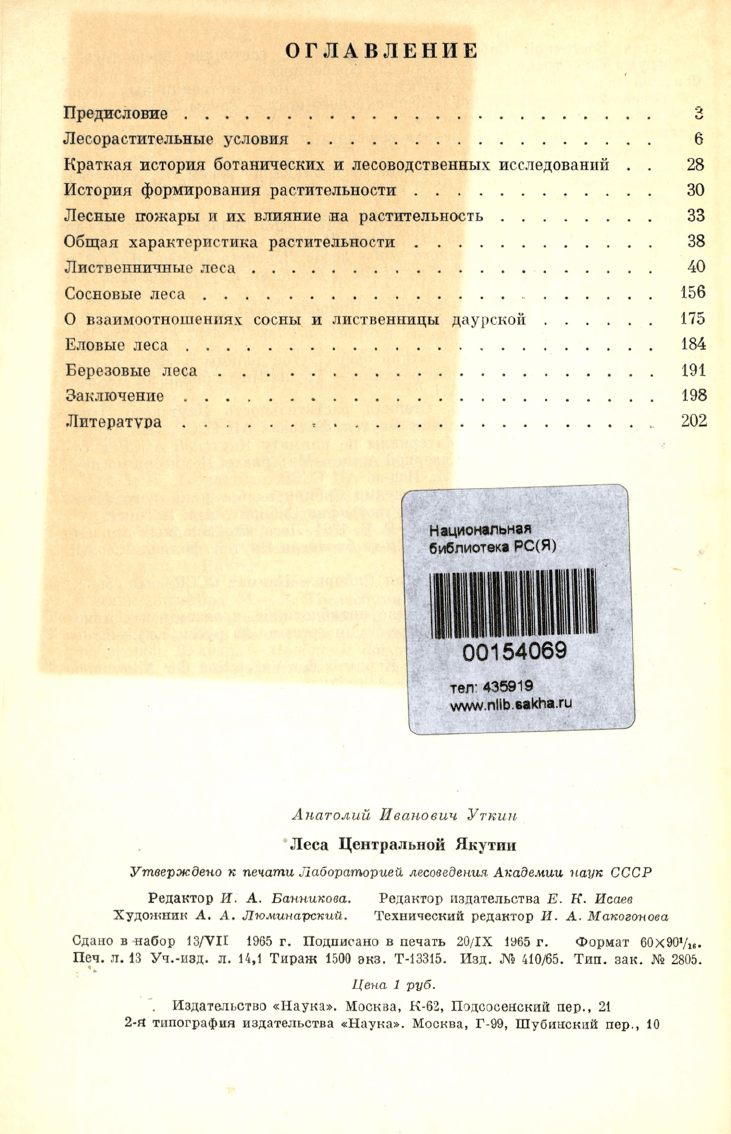 ОГЛАВЛЕНИЕ
Предисловие . . . . . . . . . . . . . . . . . . . . . . 3
Лесорастительные условия . . . . . . . . . . . . . . . . . 6
Краткая история ботанических и лесоводственных исследований . . 28
История формирования растительности . . . . . . . . . . . . 30
Лесные пожары и их влияние на растительность . . . . . . . . 33
Общая характеристика растительности . . . . . . . . . . . . 38
Лиственничные леса . . . . . . . . . . . . . . . . . . . 40
Сосновые леса . . . . . . . . . . . . . . . . . . . . . 156
О взаимоотношениях сосны и лиственницы даурской . . . . . . 175
Еловые леса . . . . . . . . . . . . . . . . . . . . . . 184
Березовые леса . . . . . . . . . . . . . . . . . . . . 191
Заключение . . . . . . . . . . . . . . . . . . . . . . 198
Литература . . . . . . . . . . . . . . . . . . . . . . 202
Национальная
библиотека РС(Я)
00154069
тел: 435919
www.nlib.sakha.ru
Анатолий Иванович Уткин
Леса Центральной Якутии
Утверждено к печати Лабораторией лесоведения Академии наук СССР
Редактор И. А. Банникова. Редактор издательства Е. К. Исаев
Художник А. А. Люминарский. Технический редактор И. А. Макогонова
Сдано в набор 13/VII 1965 г. Подписано в печать 20/IX 1965 г. Формат 60×90¹/₁₆.
Печ. л. 13 Уч.-изд. л. 14,1 Тираж 1500 экз. Т-13315. Изд. № 410/65. Тип. зак. № 2805.
Цена 1 руб.
Издательство «Наука». Москва, К-62, Подсосенский пер., 21
2-я типография издательства «Наука». Москва, Г-99, Шубинский пер., 10